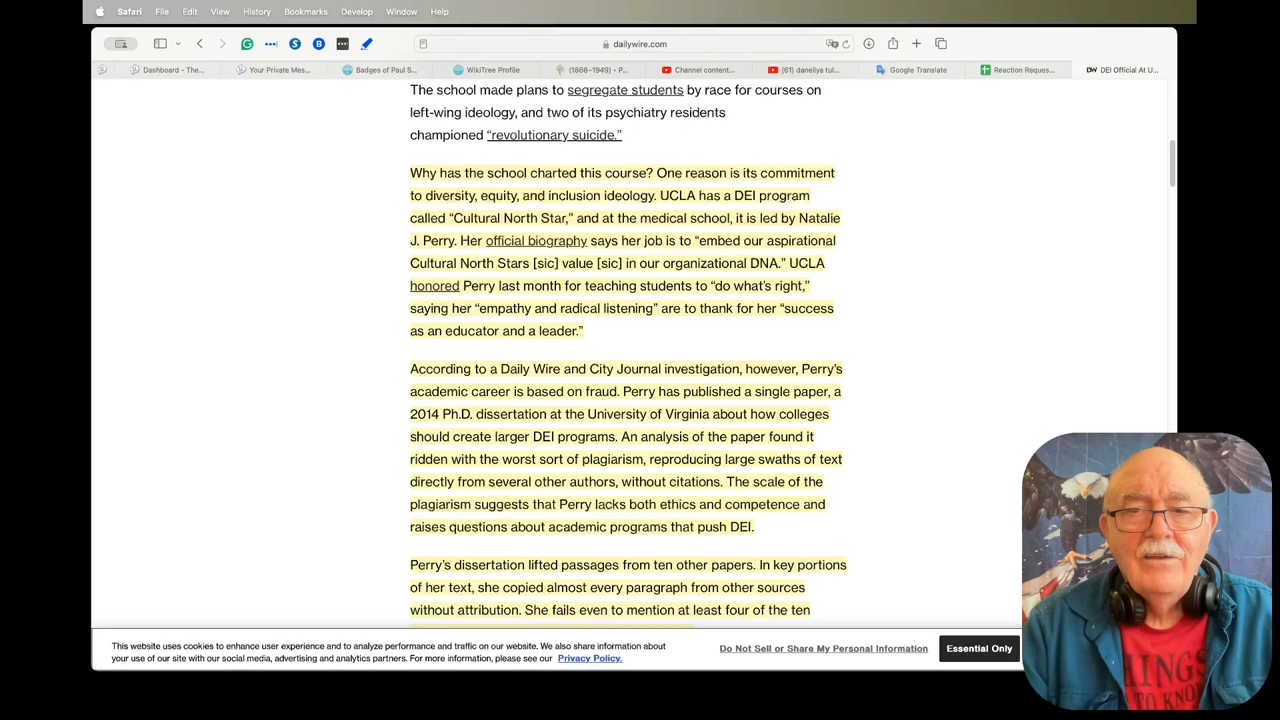 Safari File Edit View History Bookmarks Develop Window Help
dailywire.com
Dashboard - The... Your Private Mes... Badges of Paul S... WikiTree Profile (1866–1949) • P... Channel content... (61) daneliya tul... Google Translate Reaction Reques... DEI Official At U...
The school made plans to segregate students by race for courses on
left-wing ideology, and two of its psychiatry residents
championed “revolutionary suicide.”
Why has the school charted this course? One reason is its commitment
to diversity, equity, and inclusion ideology. UCLA has a DEI program
called “Cultural North Star,” and at the medical school, it is led by Natalie
J. Perry. Her official biography says her job is to “embed our aspirational
Cultural North Stars [sic] value [sic] in our organizational DNA.” UCLA
honored Perry last month for teaching students to “do what’s right,”
saying her “empathy and radical listening” are to thank for her “success
as an educator and a leader.”
According to a Daily Wire and City Journal investigation, however, Perry’s
academic career is based on fraud. Perry has published a single paper, a
2014 Ph.D. dissertation at the University of Virginia about how colleges
should create larger DEI programs. An analysis of the paper found it
ridden with the worst sort of plagiarism, reproducing large swaths of text
directly from several other authors, without citations. The scale of the
plagiarism suggests that Perry lacks both ethics and competence and
raises questions about academic programs that push DEI.
Perry’s dissertation lifted passages from ten other papers. In key portions
of her text, she copied almost every paragraph from other sources
without attribution. She fails even to mention at least four of the ten
This website uses cookies to enhance user experience and to analyze performance and traffic on our website. We also share information about
your use of our site with our social media, advertising and analytics partners. For more information, please see our Privacy Policy.
Do Not Sell or Share My Personal Information
Essential Only